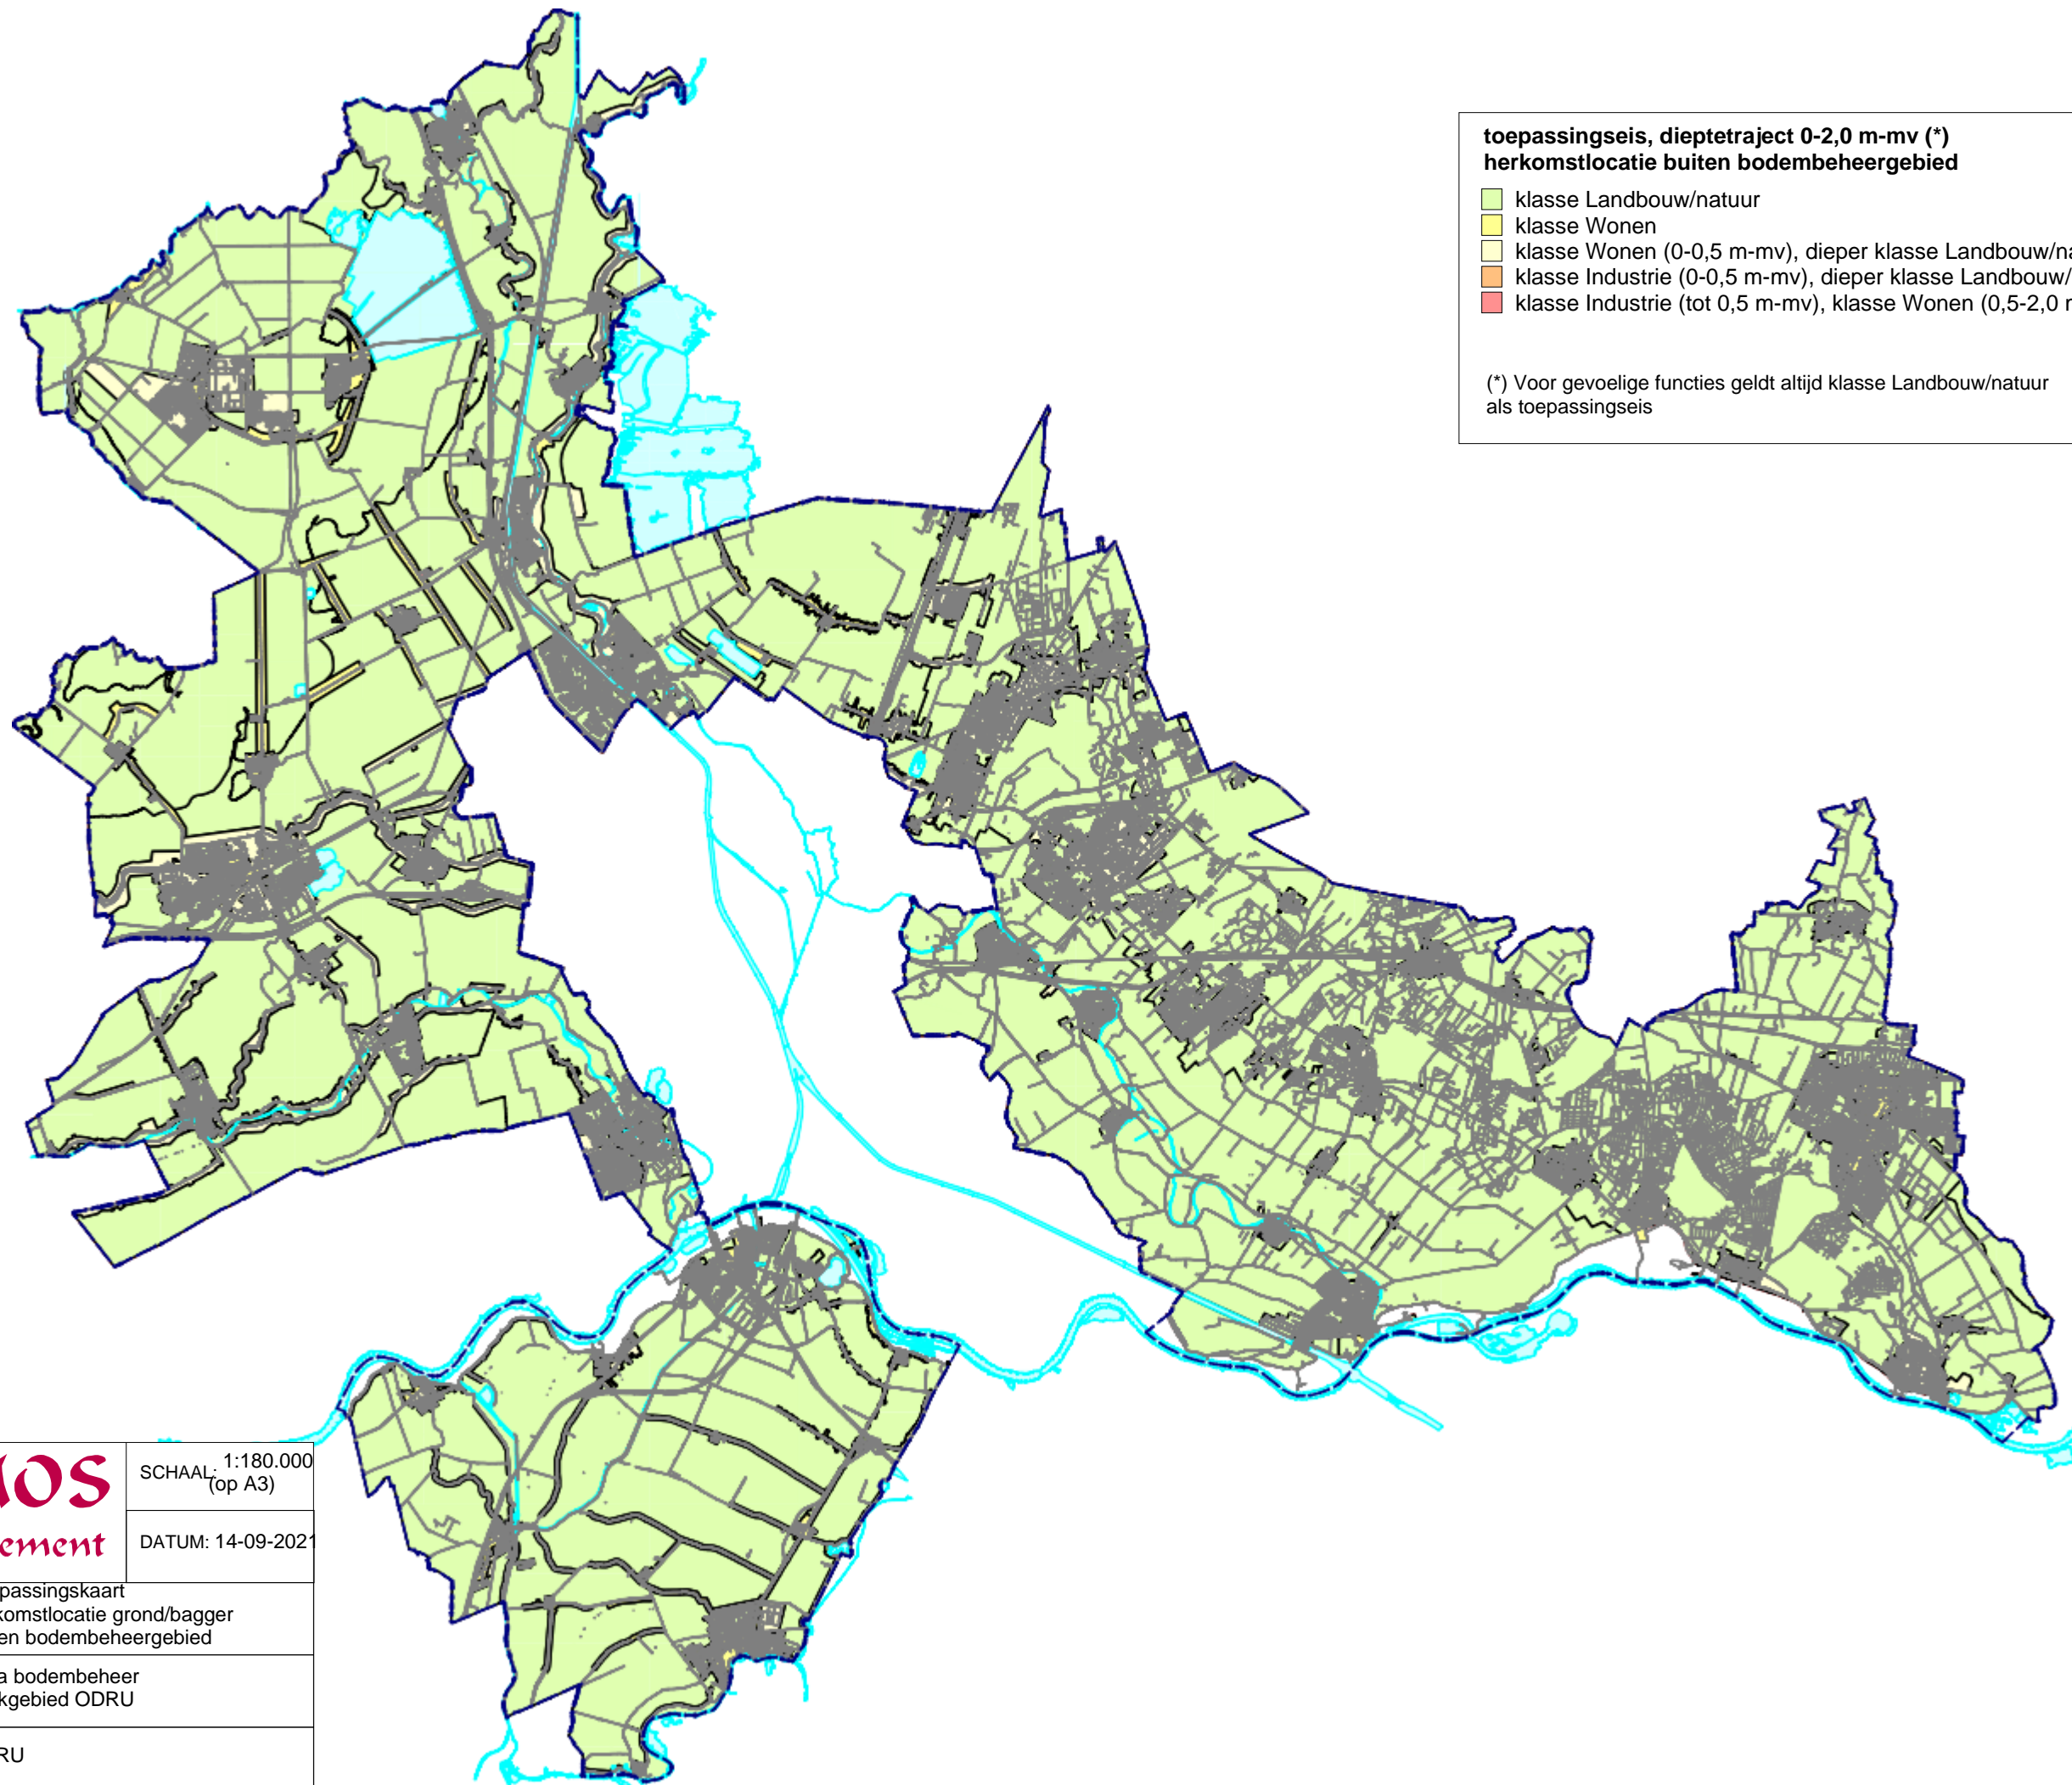 toepassingseis, dieptetraject 0-2,0 m-mv (*)
herkomstlocatie buiten bodembeheergebied
klasse Landbouw/natuur
klasse Wonen
klasse Wonen (0-0,5 m-mv), dieper klasse Landbouw/na
klasse Industrie (0-0,5 m-mv), dieper klasse Landbouw/
klasse Industrie (tot 0,5 m-mv), klasse Wonen (0,5-2,0 m
(*) Voor gevoelige functies geldt altijd klasse Landbouw/natuur
als toepassingseis
os
ement
SCHAAL: 1:180.000
(op A3)
DATUM: 14-09-2021
passingskaart
komstlocatie grond/bagger
en bodembeheergebied
a bodembeheer
kgebied ODRU
RU